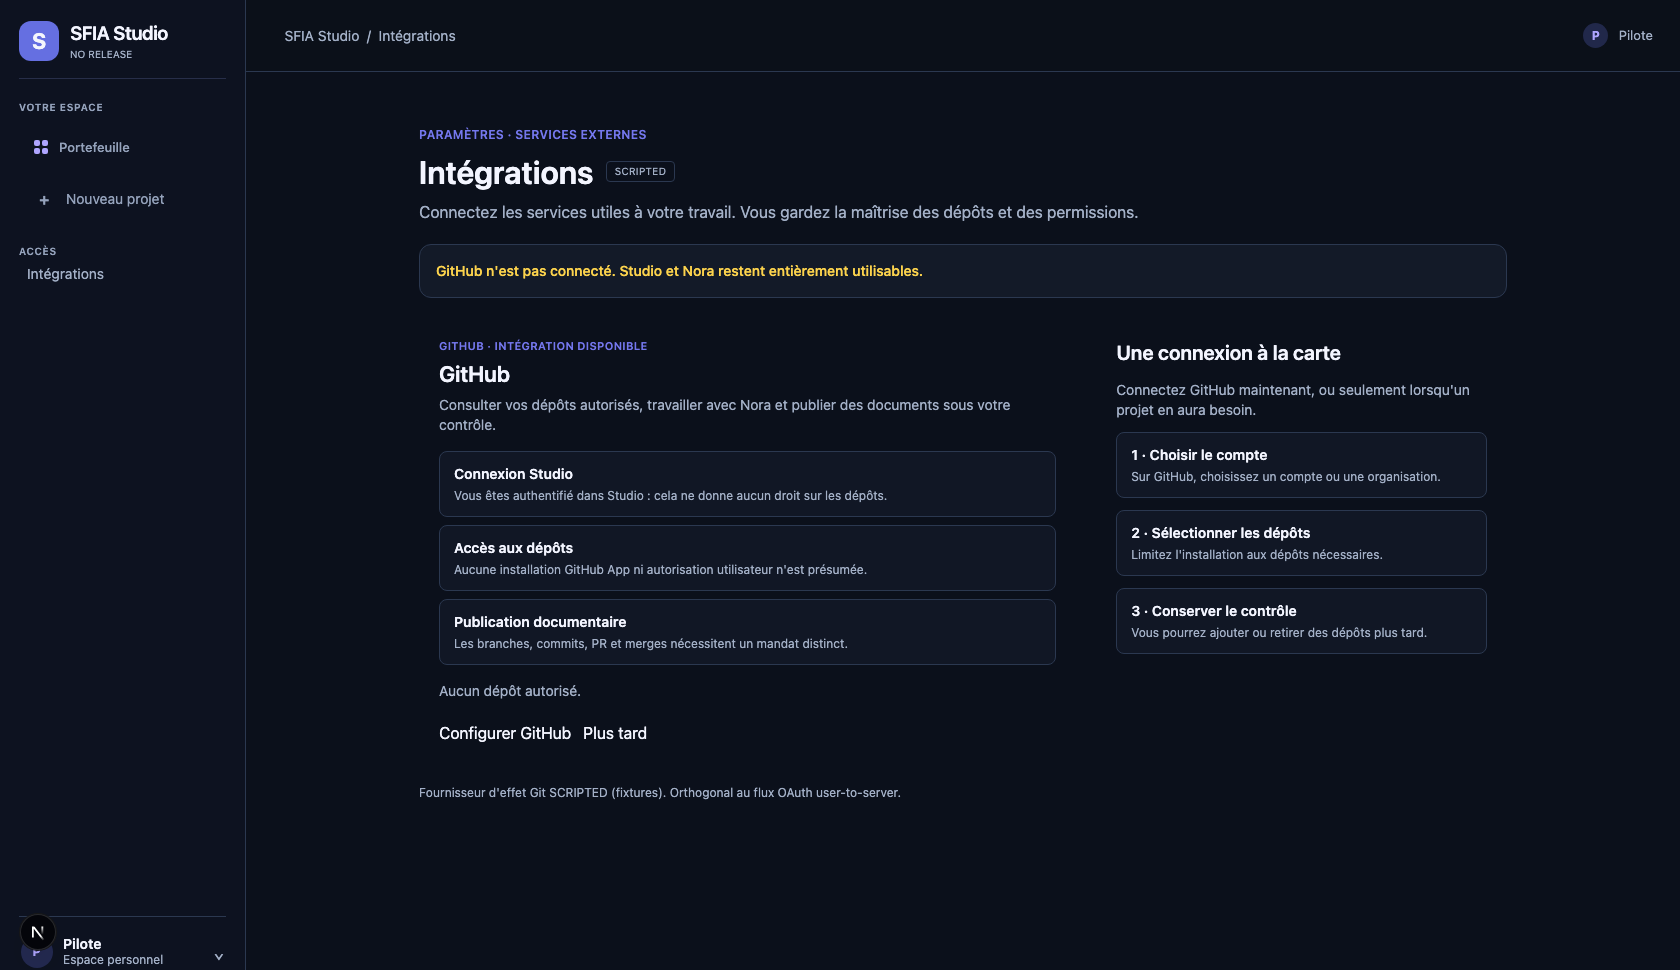 S
SFIA Studio
NO RELEASE
VOTRE ESPACE
Portefeuille
+ Nouveau projet
ACCÈS
Intégrations
N
P
Pilote
Espace personnel
SFIA Studio / Intégrations
P Pilote
PARAMÈTRES · SERVICES EXTERNES
Intégrations SCRIPTED
Connectez les services utiles à votre travail. Vous gardez la maîtrise des dépôts et des permissions.
GitHub n'est pas connecté. Studio et Nora restent entièrement utilisables.
GITHUB · INTÉGRATION DISPONIBLE
GitHub
Consulter vos dépôts autorisés, travailler avec Nora et publier des documents sous votre
contrôle.
Connexion Studio
Vous êtes authentifié dans Studio : cela ne donne aucun droit sur les dépôts.
Accès aux dépôts
Aucune installation GitHub App ni autorisation utilisateur n'est présumée.
Publication documentaire
Les branches, commits, PR et merges nécessitent un mandat distinct.
Aucun dépôt autorisé.
Configurer GitHub Plus tard
Une connexion à la carte
Connectez GitHub maintenant, ou seulement lorsqu'un
projet en aura besoin.
1 · Choisir le compte
Sur GitHub, choisissez un compte ou une organisation.
2 · Sélectionner les dépôts
Limitez l'installation aux dépôts nécessaires.
3 · Conserver le contrôle
Vous pourrez ajouter ou retirer des dépôts plus tard.
Fournisseur d'effet Git SCRIPTED (fixtures). Orthogonal au flux OAuth user-to-server.